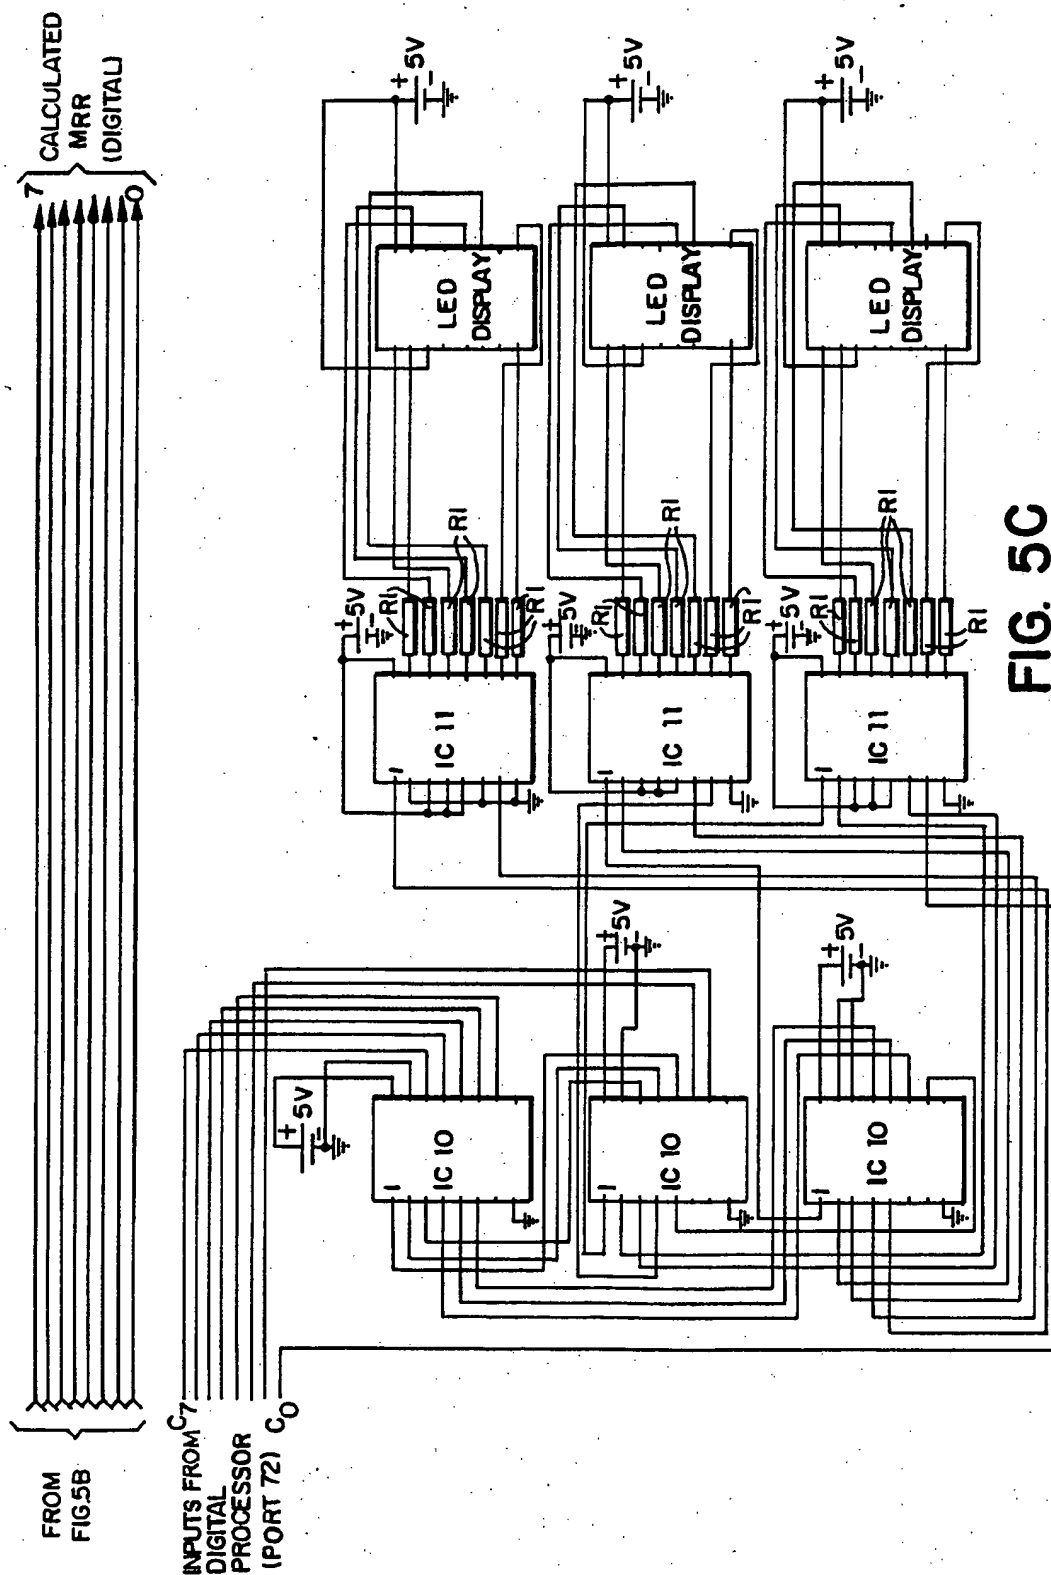 FROM
FIG.5B
7
0
CALCULATED
MRR
(DIGITAL)
INPUTS FROM C7
DIGITAL
PROCESSOR
(PORT 72) C0
+ 5V -
IC 10
1
+ 5V -
IC 10
1
+ 5V -
IC 10
1
+ 5V -
IC 11
1
R1
R1
R1
+ 5V -
IC 11
1
R1
R1
R1
+ 5V -
IC 11
1
R1
R1
R1
LED
DISPLAY
+ 5V -
LED
DISPLAY
+ 5V -
LED
DISPLAY
+ 5V -
FIG. 5C